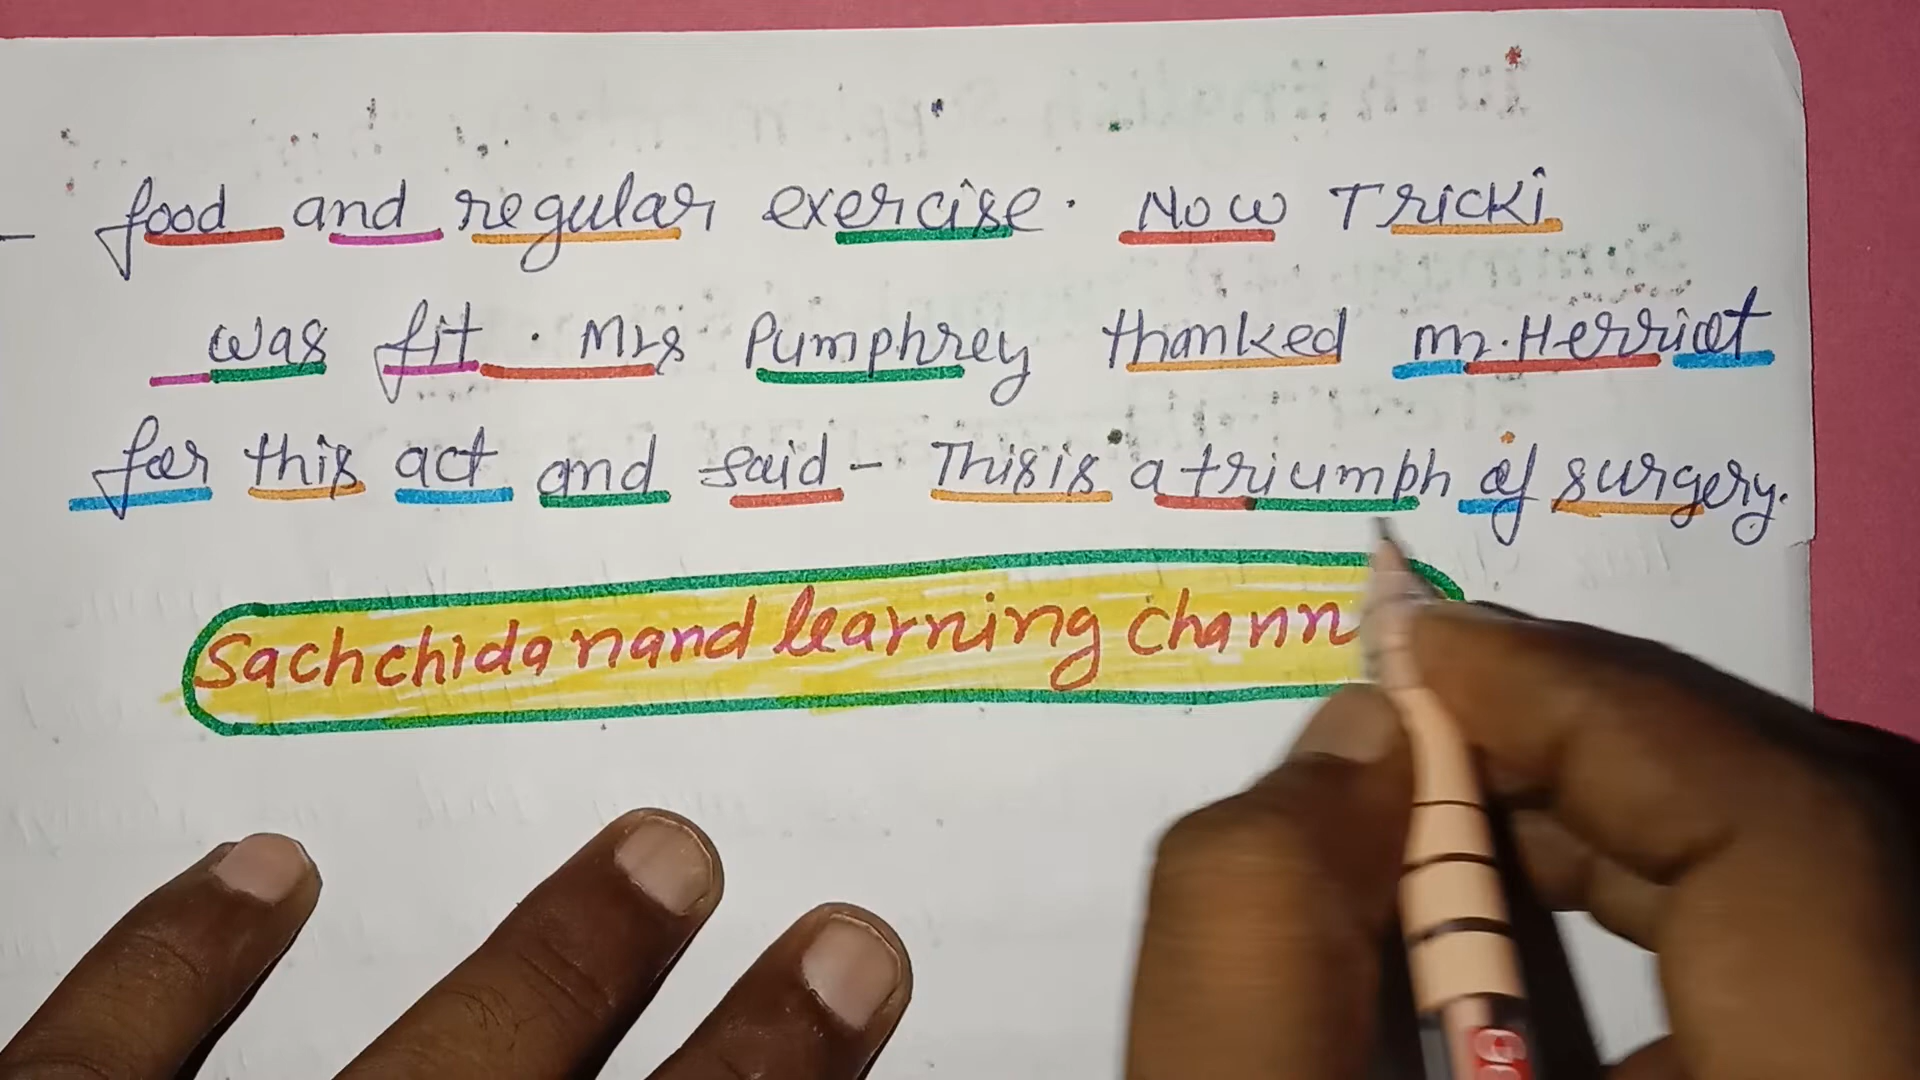 - food and regular exercise. Now Tricki
was fit. Mrs Pumphrey thanked Mr. Herriot
for this act and said - This is a triumph of surgery.
Sachchidanand learning chann